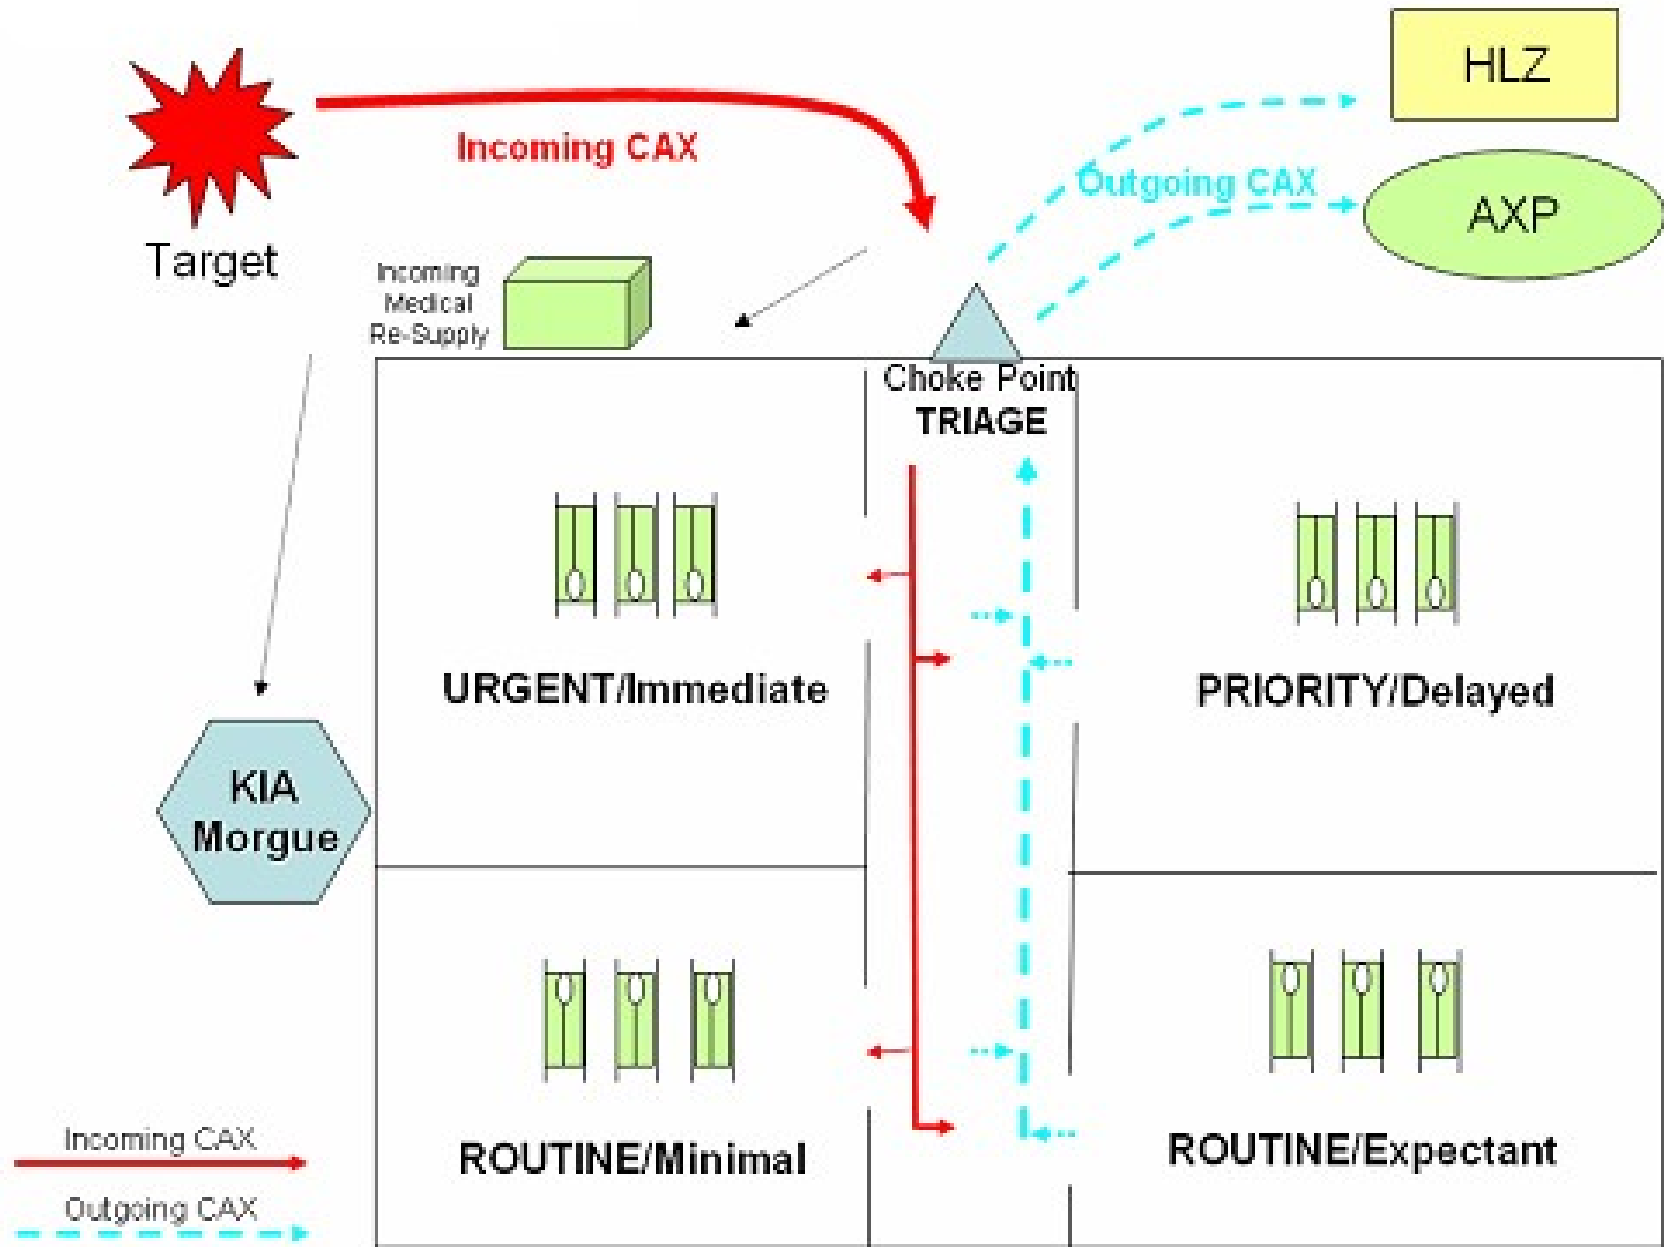 HLZ
Incoming CAX
Outgoing CAX
AXP
Target
Incoming
Medical
Re-Supply
Choke Point
TRIAGE
URGENT/Immediate
PRIORITY/Delayed
KIA
Morgue
ROUTINE/Minimal
ROUTINE/Expectant
Incoming CAX
Outgoing CAX